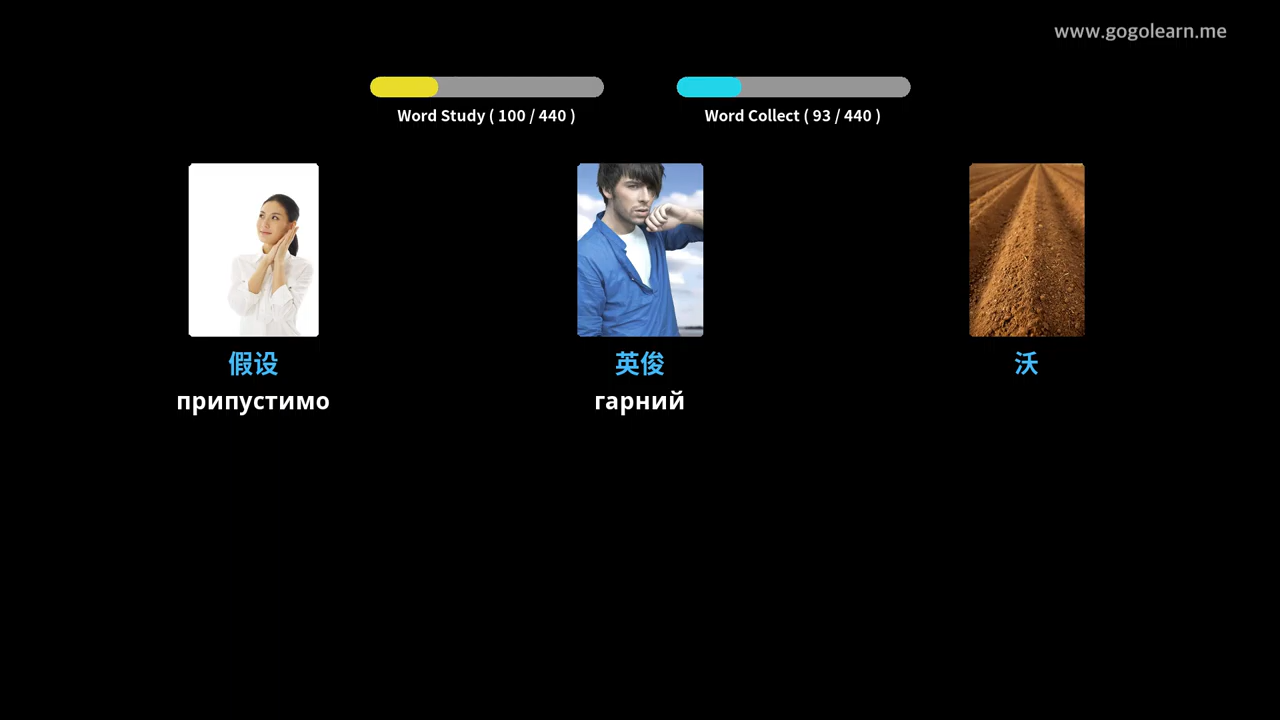 www.gogolearn.me
Word Study ( 100 / 440 )
Word Collect ( 93 / 440 )
假设
英俊
沃
припустимо
гарний